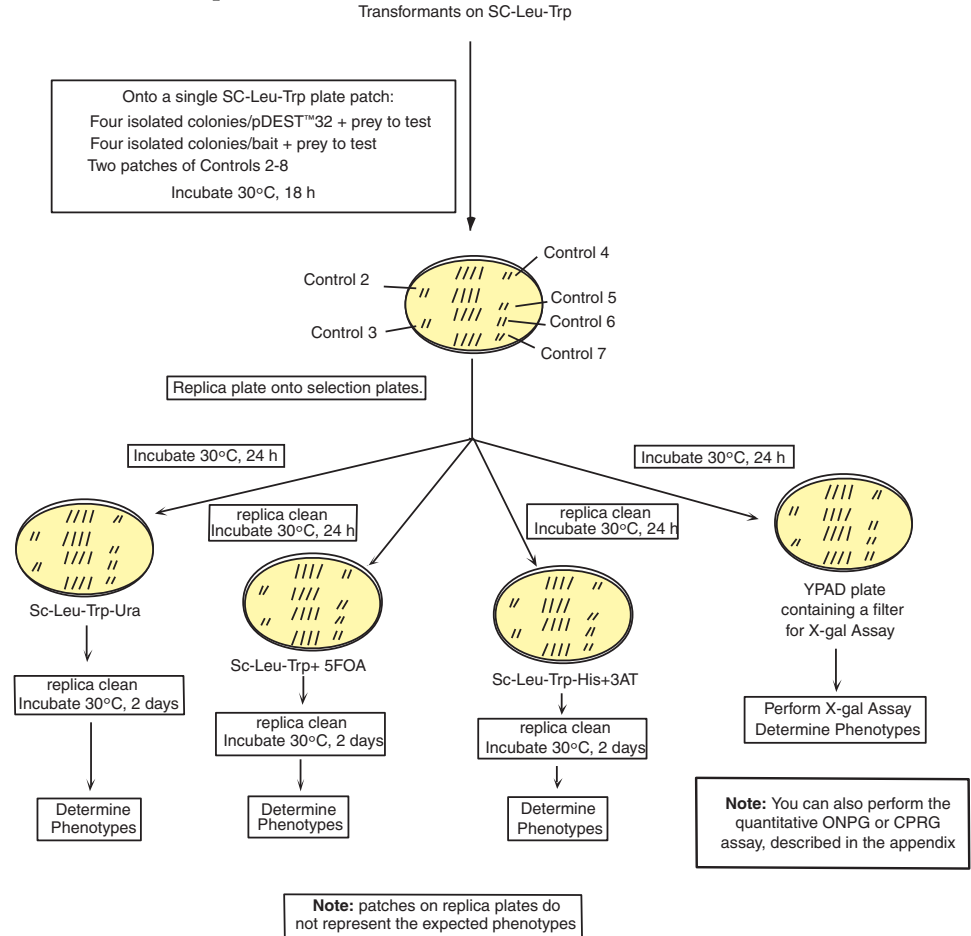 Transformants on SC-Leu-Trp
Onto a single SC-Leu-Trp plate patch:
Four isolated colonies/pDEST™32 + prey to test
Four isolated colonies/bait + prey to test
Two patches of Controls 2-8
Incubate 30°C, 18 h
Control 4
Control 2
Control 5
Control 6
Control 3
Control 7
Replica plate onto selection plates.
Incubate 30°C, 24 h
Incubate 30°C, 24 h
replica clean
Incubate 30°C, 24 h
replica clean
Incubate 30°C, 24 h
Sc-Leu-Trp-Ura
Sc-Leu-Trp+ 5FOA
Sc-Leu-Trp-His+3AT
YPAD plate
containing a filter
for X-gal Assay
replica clean
Incubate 30°C, 2 days
replica clean
Incubate 30°C, 2 days
replica clean
Incubate 30°C, 2 days
Perform X-gal Assay
Determine Phenotypes
Determine
Phenotypes
Determine
Phenotypes
Determine
Phenotypes
Note: You can also perform the
quantitative ONPG or CPRG
assay, described in the appendix
Note: patches on replica plates do
not represent the expected phenotypes